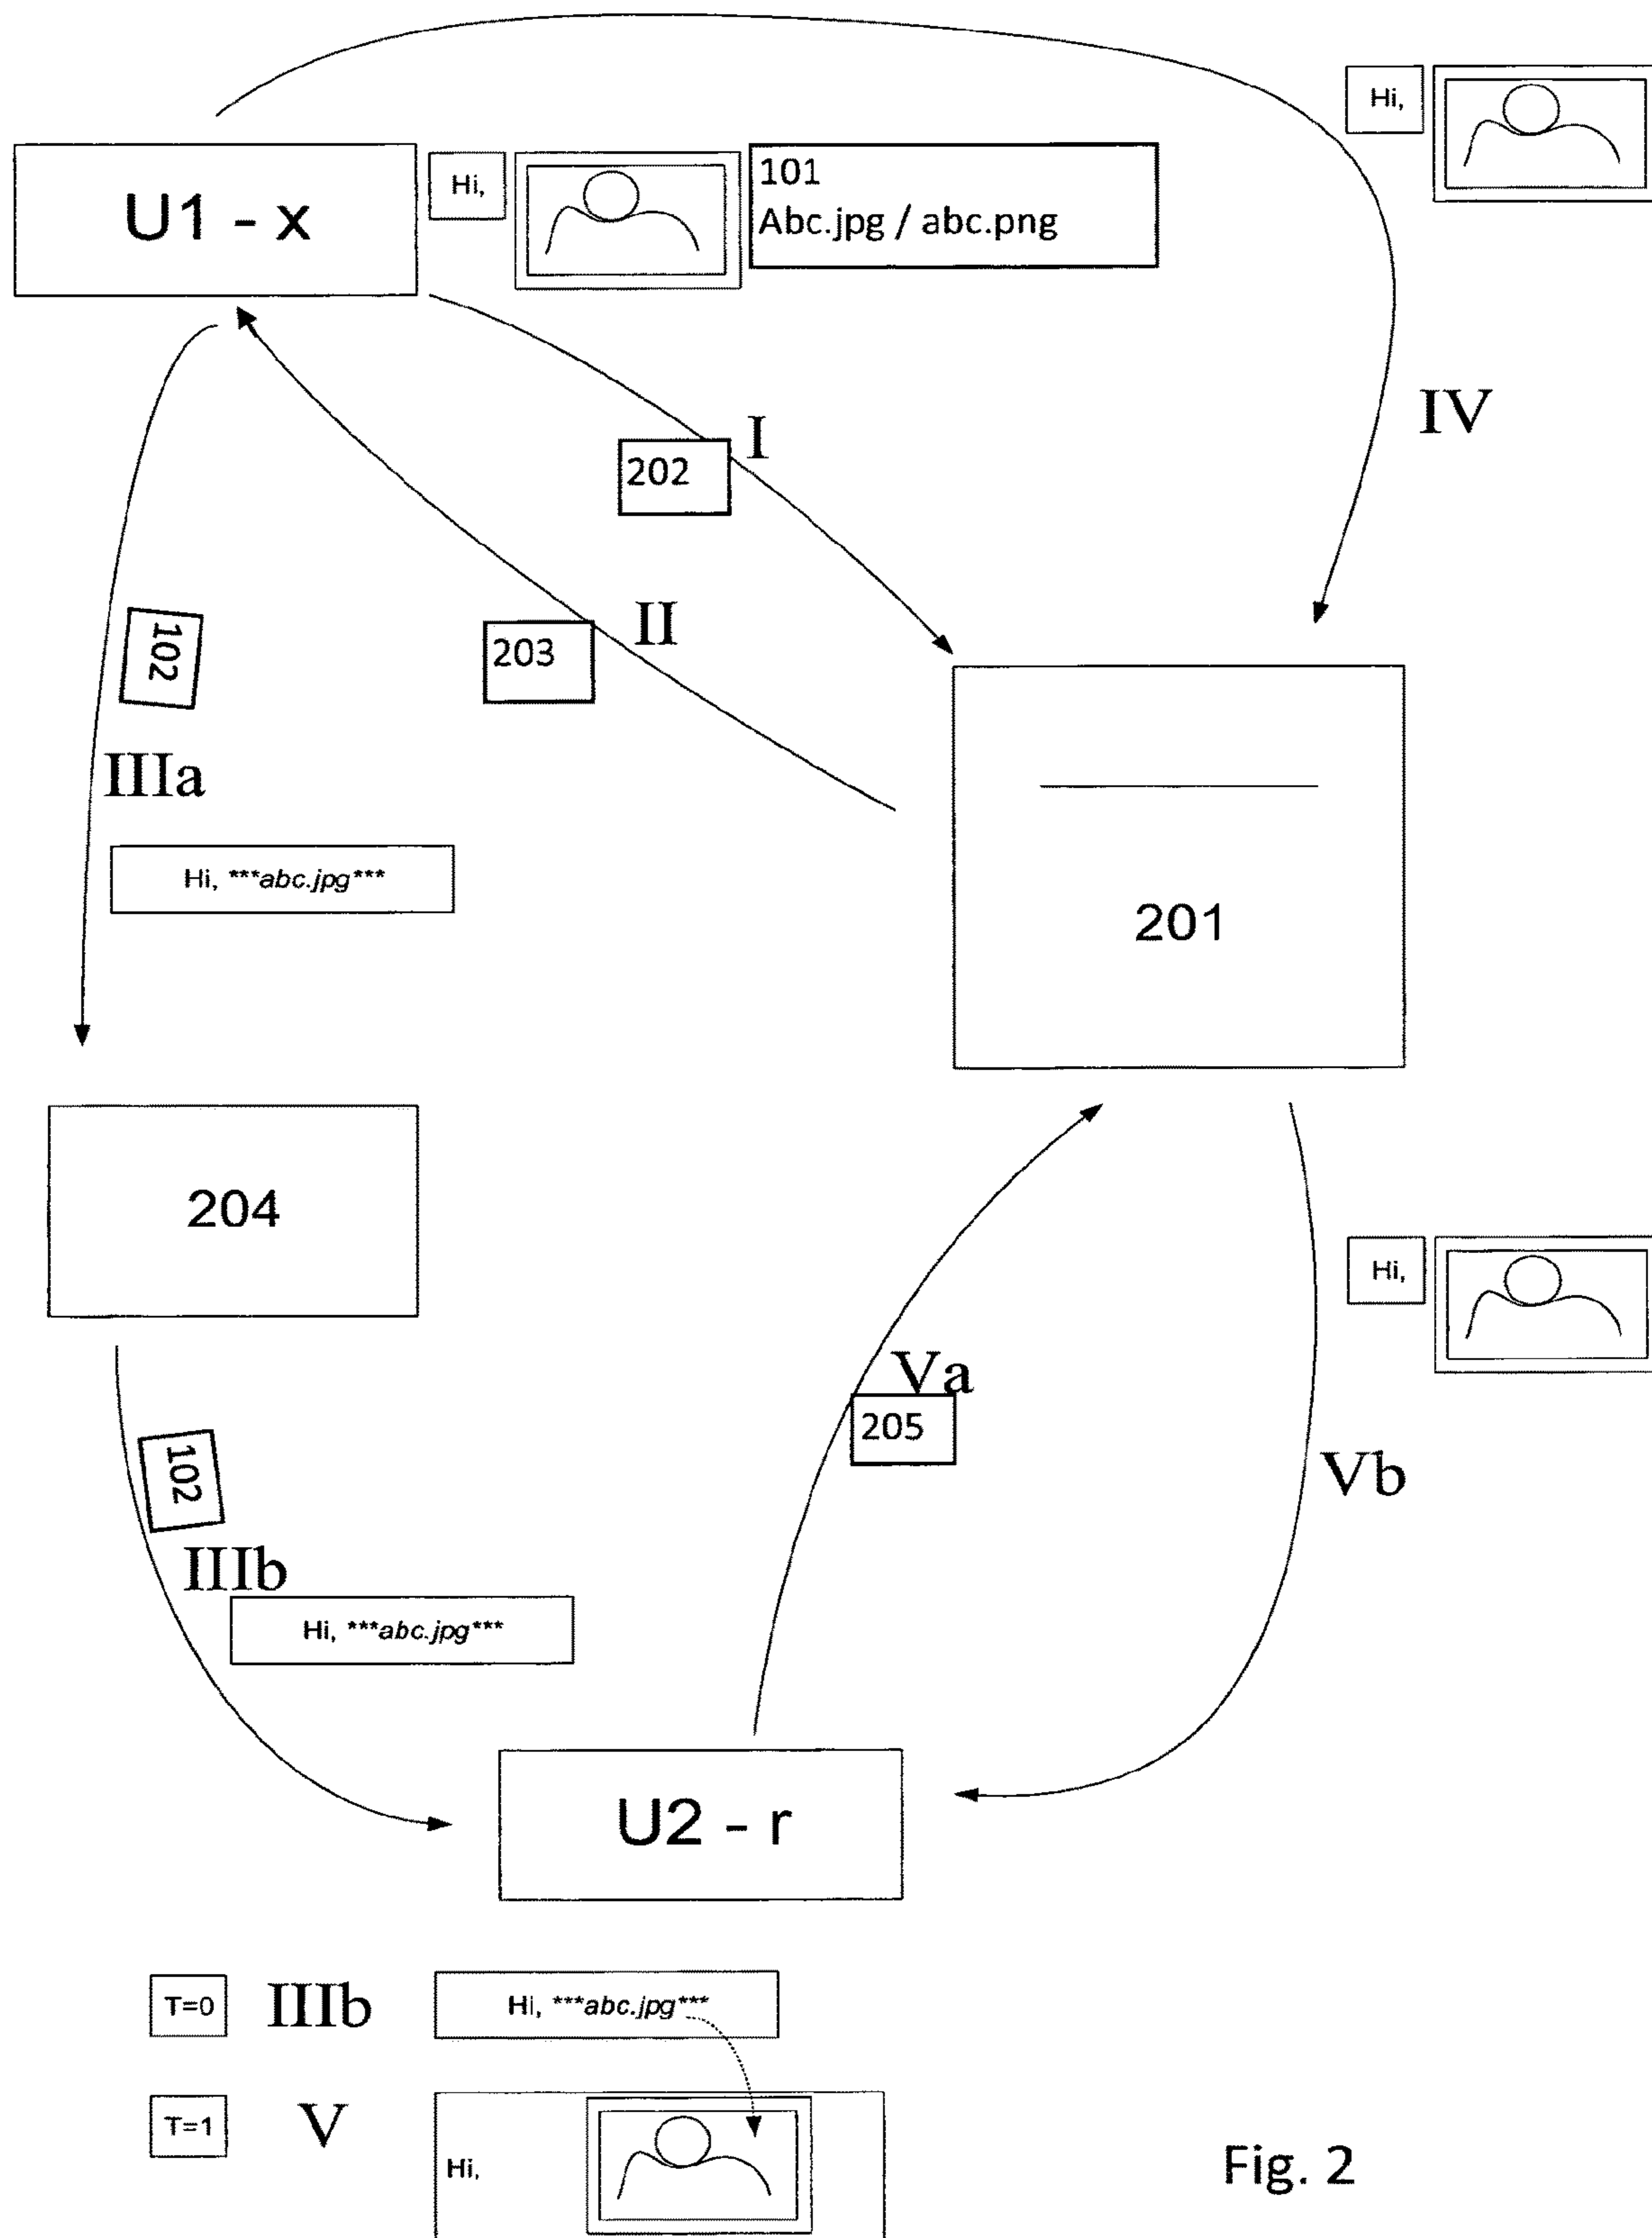 Hi,
U1 - x
Hi,
101
Abc.jpg / abc.png
IV
I
202
II
203
102
IIIa
Hi, ***abc.jpg***
201
204
Hi,
Va
205
Vb
102
IIIb
Hi, ***abc.jpg***
U2 - r
T=0
IIIb
Hi, ***abc.jpg***
T=1
V
Hi,
Fig. 2